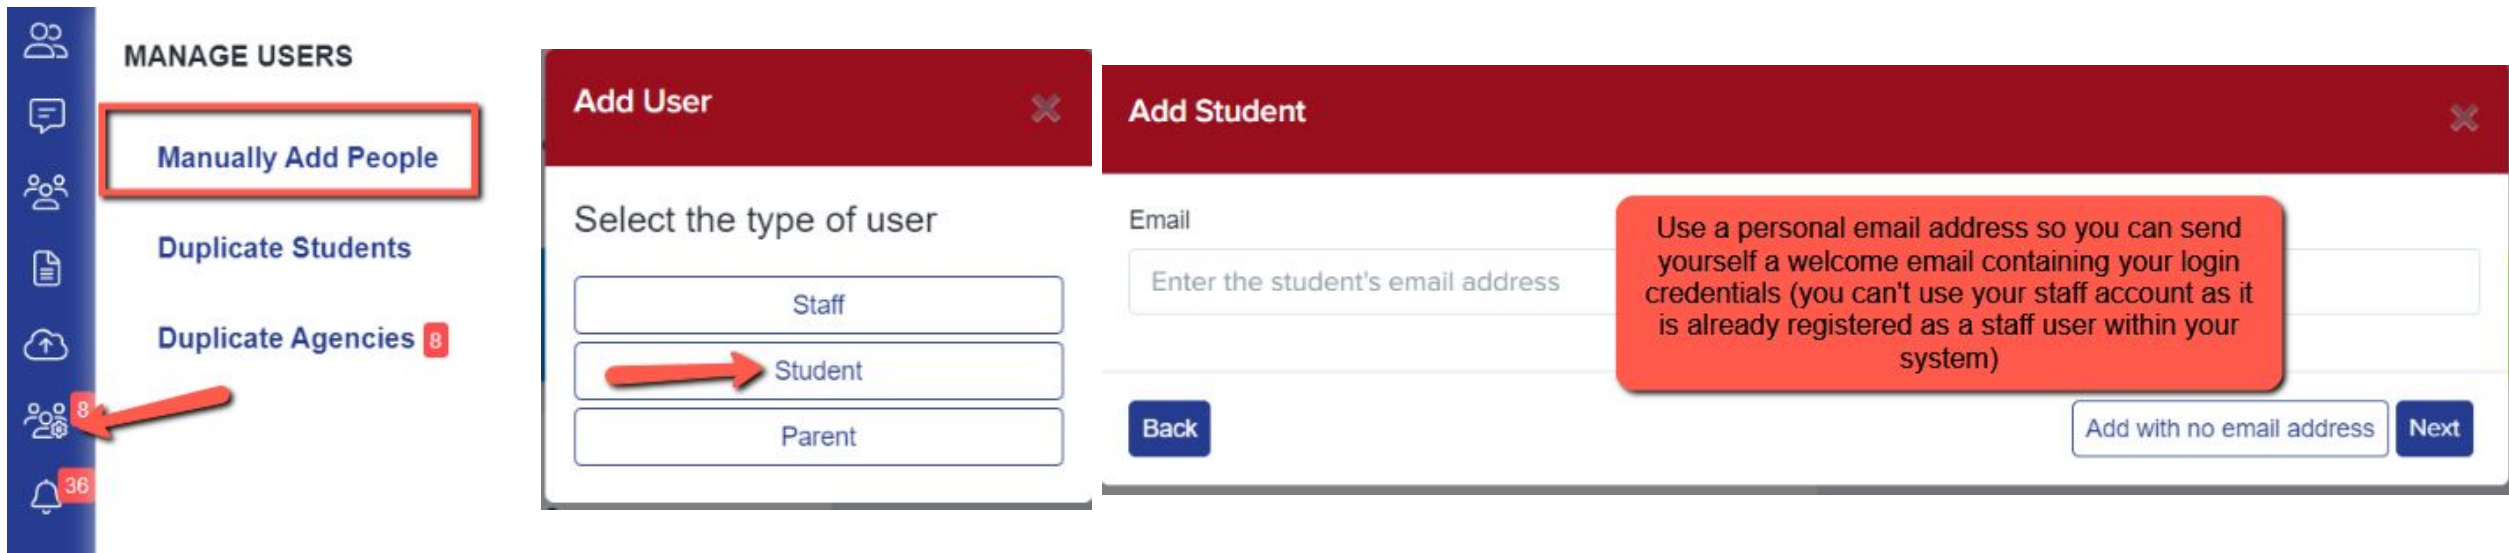 MANAGE USERS
Manually Add People
Duplicate Students
Duplicate Agencies 8
8
36
Add User
Select the type of user
Staff
Student
Parent
Add Student
Email
Enter the student's email address
Use a personal email address so you can send
yourself a welcome email containing your login
credentials (you can't use your staff account as it
is already registered as a staff user within your
system)
Back
Add with no email address
Next